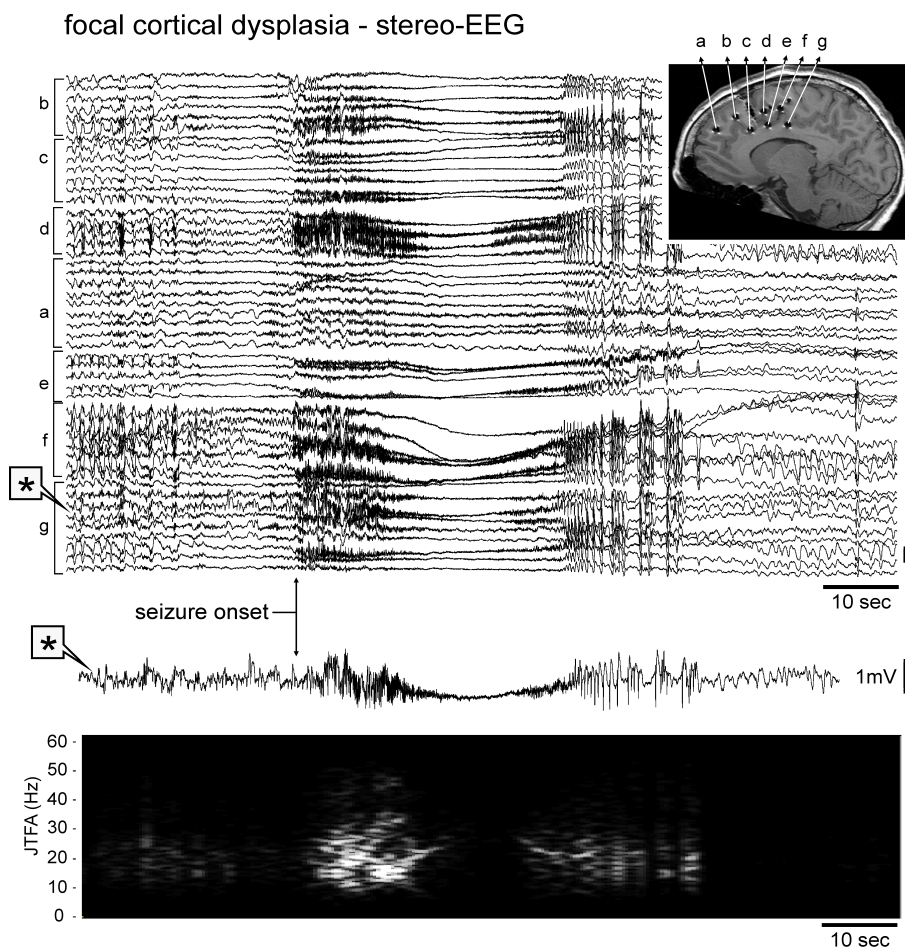 focal cortical dysplasia - stereo-EEG
a b c d e f g
b
c
d
a
e
f
*
g
10 sec
seizure onset
*
1mV
60 -
50 -
40 -
30 -
20 -
10 -
0 -
JTFA (Hz)
10 sec